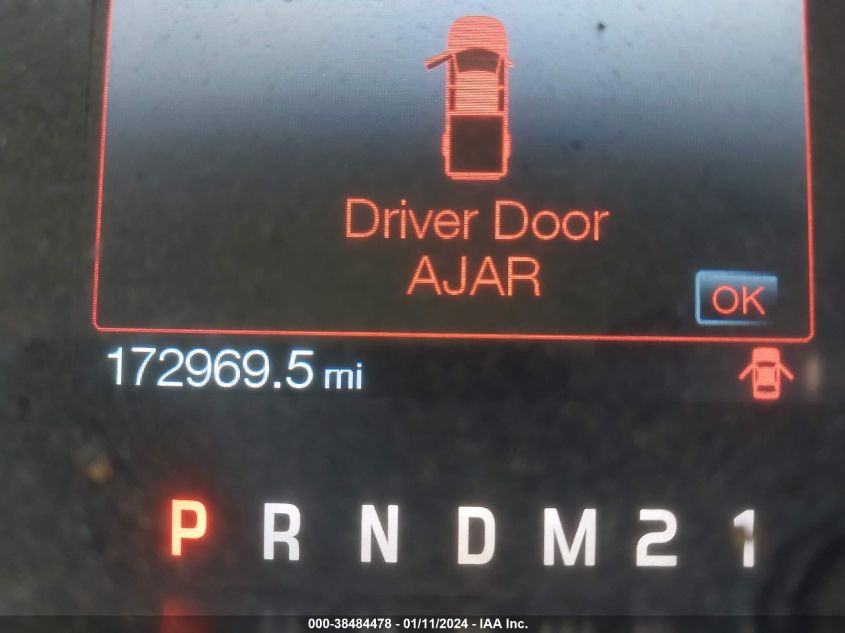 Driver Door
AJAR
OK
172969.5 mi
P R N D M 2 1
000-38484478 - 01/11/2024 - IAA Inc.